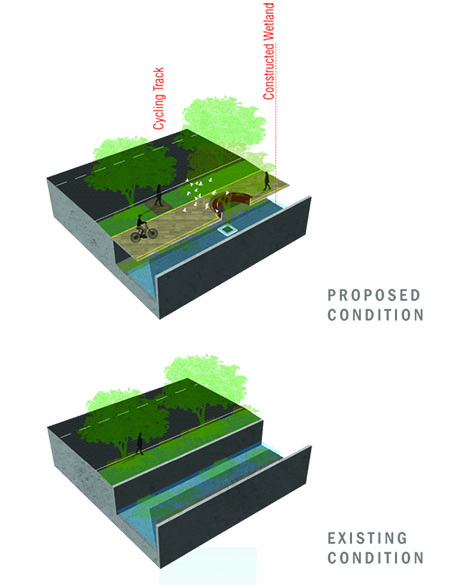 Cycling Track
Constructed Wetland
PROPOSED
CONDITION
EXISTING
CONDITION